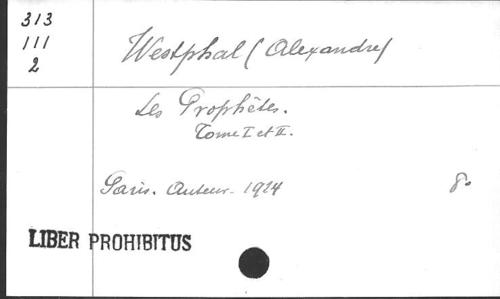 313
111
2
Westphal (Alexandre)
Les Prophètes.
Tome I et II.
Paris. Auteur. 1924
8°
LIBER PROHIBITUS